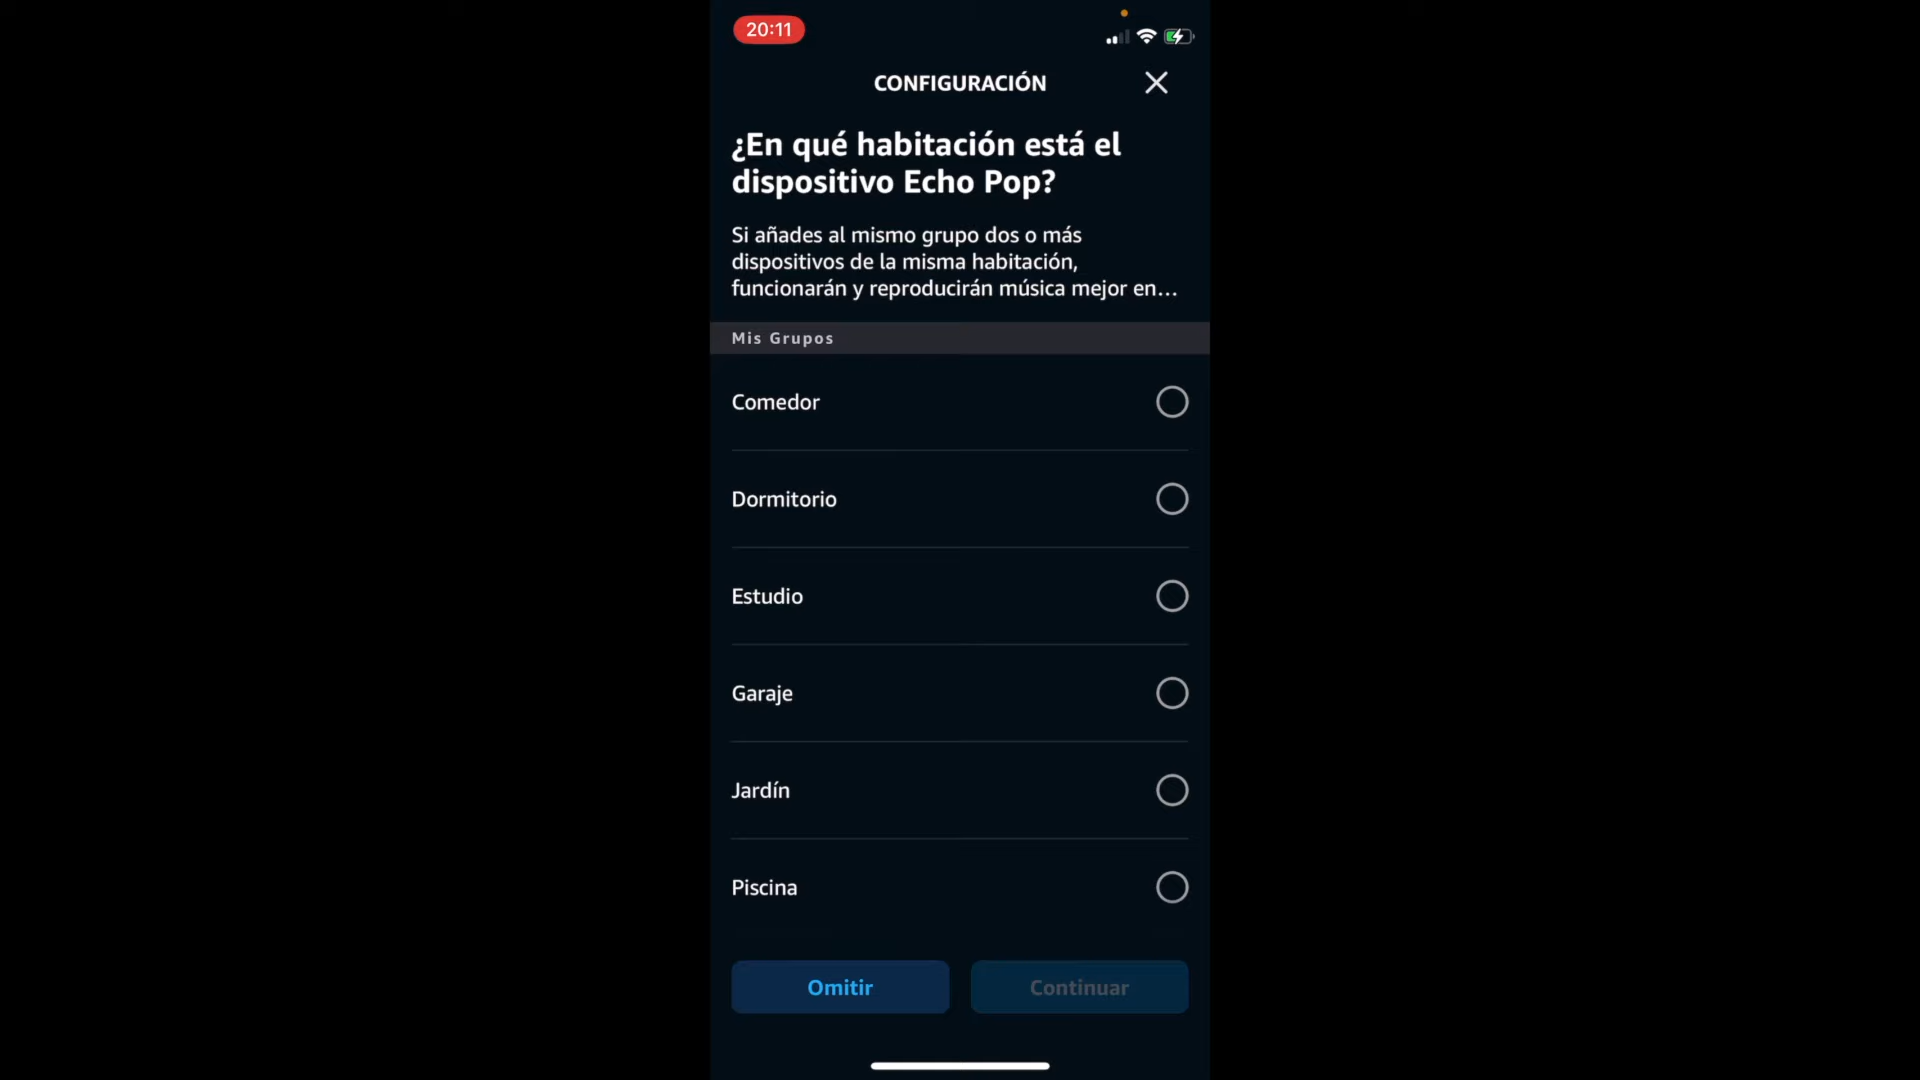 20:11
CONFIGURACIÓN
¿En qué habitación está el
dispositivo Echo Pop?
Si añades al mismo grupo dos o más
dispositivos de la misma habitación,
funcionarán y reproducirán música mejor en...
Mis Grupos
Comedor
Dormitorio
Estudio
Garaje
Jardín
Piscina
Omitir
Continuar